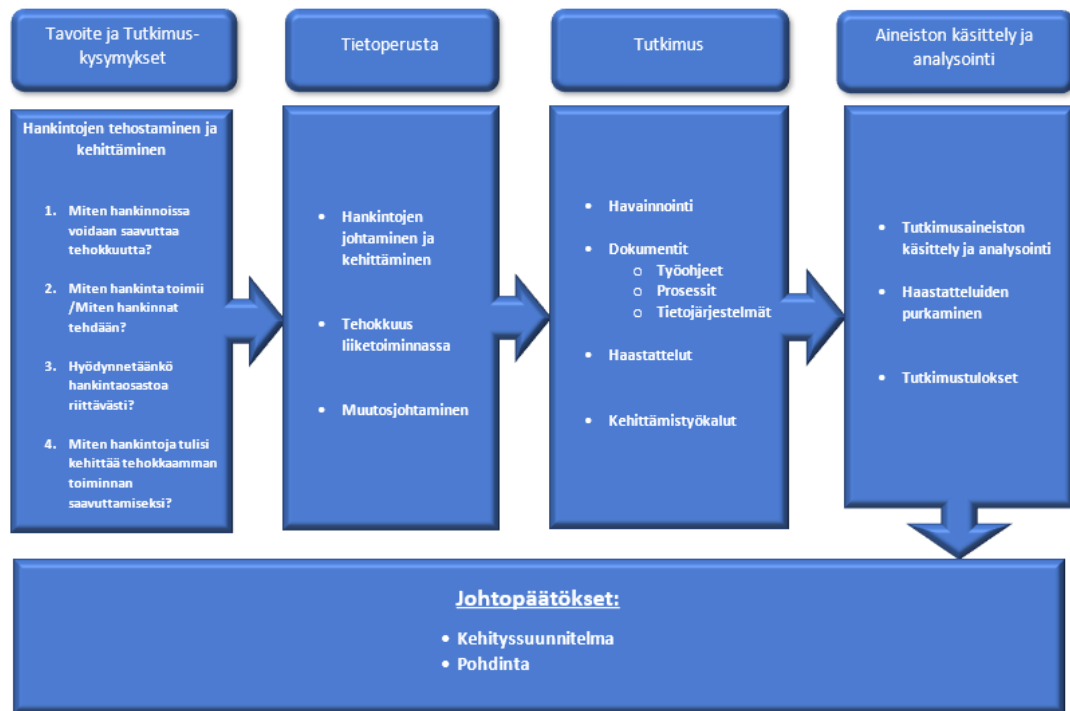 Tavoite ja Tutkimus-
kysymykset
Hankintojen tehostaminen ja
kehittäminen
1. Miten hankinnoissa
voidaan saavuttaa
tehokkuutta?
2. Miten hankinta toimii
/Miten hankinnat
tehdään?
3. Hyödynnetäänkö
hankintaosastoa
riittävästi?
4. Miten hankintoja tulisi
kehittää tehokkaamman
toiminnan
saavuttamiseksi?
Tietoperusta
• Hankintojen
johtaminen ja
kehittäminen
• Tehokkuus
liiketoiminnassa
• Muutosjohtaminen
Tutkimus
• Havainnointi
• Dokumentit
o Työohjeet
o Prosessit
o Tietojärjestelmät
• Haastattelut
• Kehittämistyökalut
Aineiston käsittely ja
analysointi
• Tutkimusaineiston
käsittely ja analysointi
• Haastatteluiden
purkaminen
• Tutkimustulokset
Johtopäätökset:
• Kehityssuunnitelma
• Pohdinta